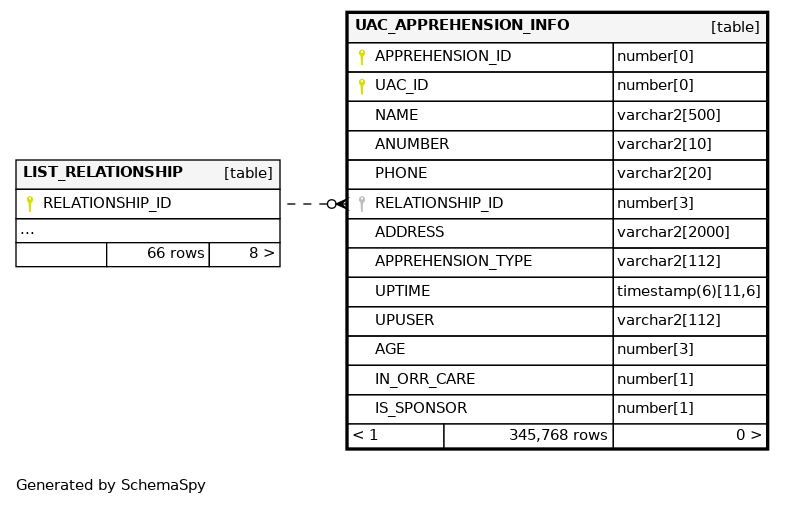 UAC_APPREHENSION_INFO [table]
APPREHENSION_ID number[0]
UAC_ID number[0]
NAME varchar2[500]
ANUMBER varchar2[10]
PHONE varchar2[20]
RELATIONSHIP_ID number[3]
ADDRESS varchar2[2000]
APPREHENSION_TYPE varchar2[112]
UPTIME timestamp(6)[11,6]
UPUSER varchar2[112]
AGE number[3]
IN_ORR_CARE number[1]
IS_SPONSOR number[1]
< 1 345,768 rows 0 >
LIST_RELATIONSHIP [table]
RELATIONSHIP_ID
...
66 rows 8 >
Generated by SchemaSpy